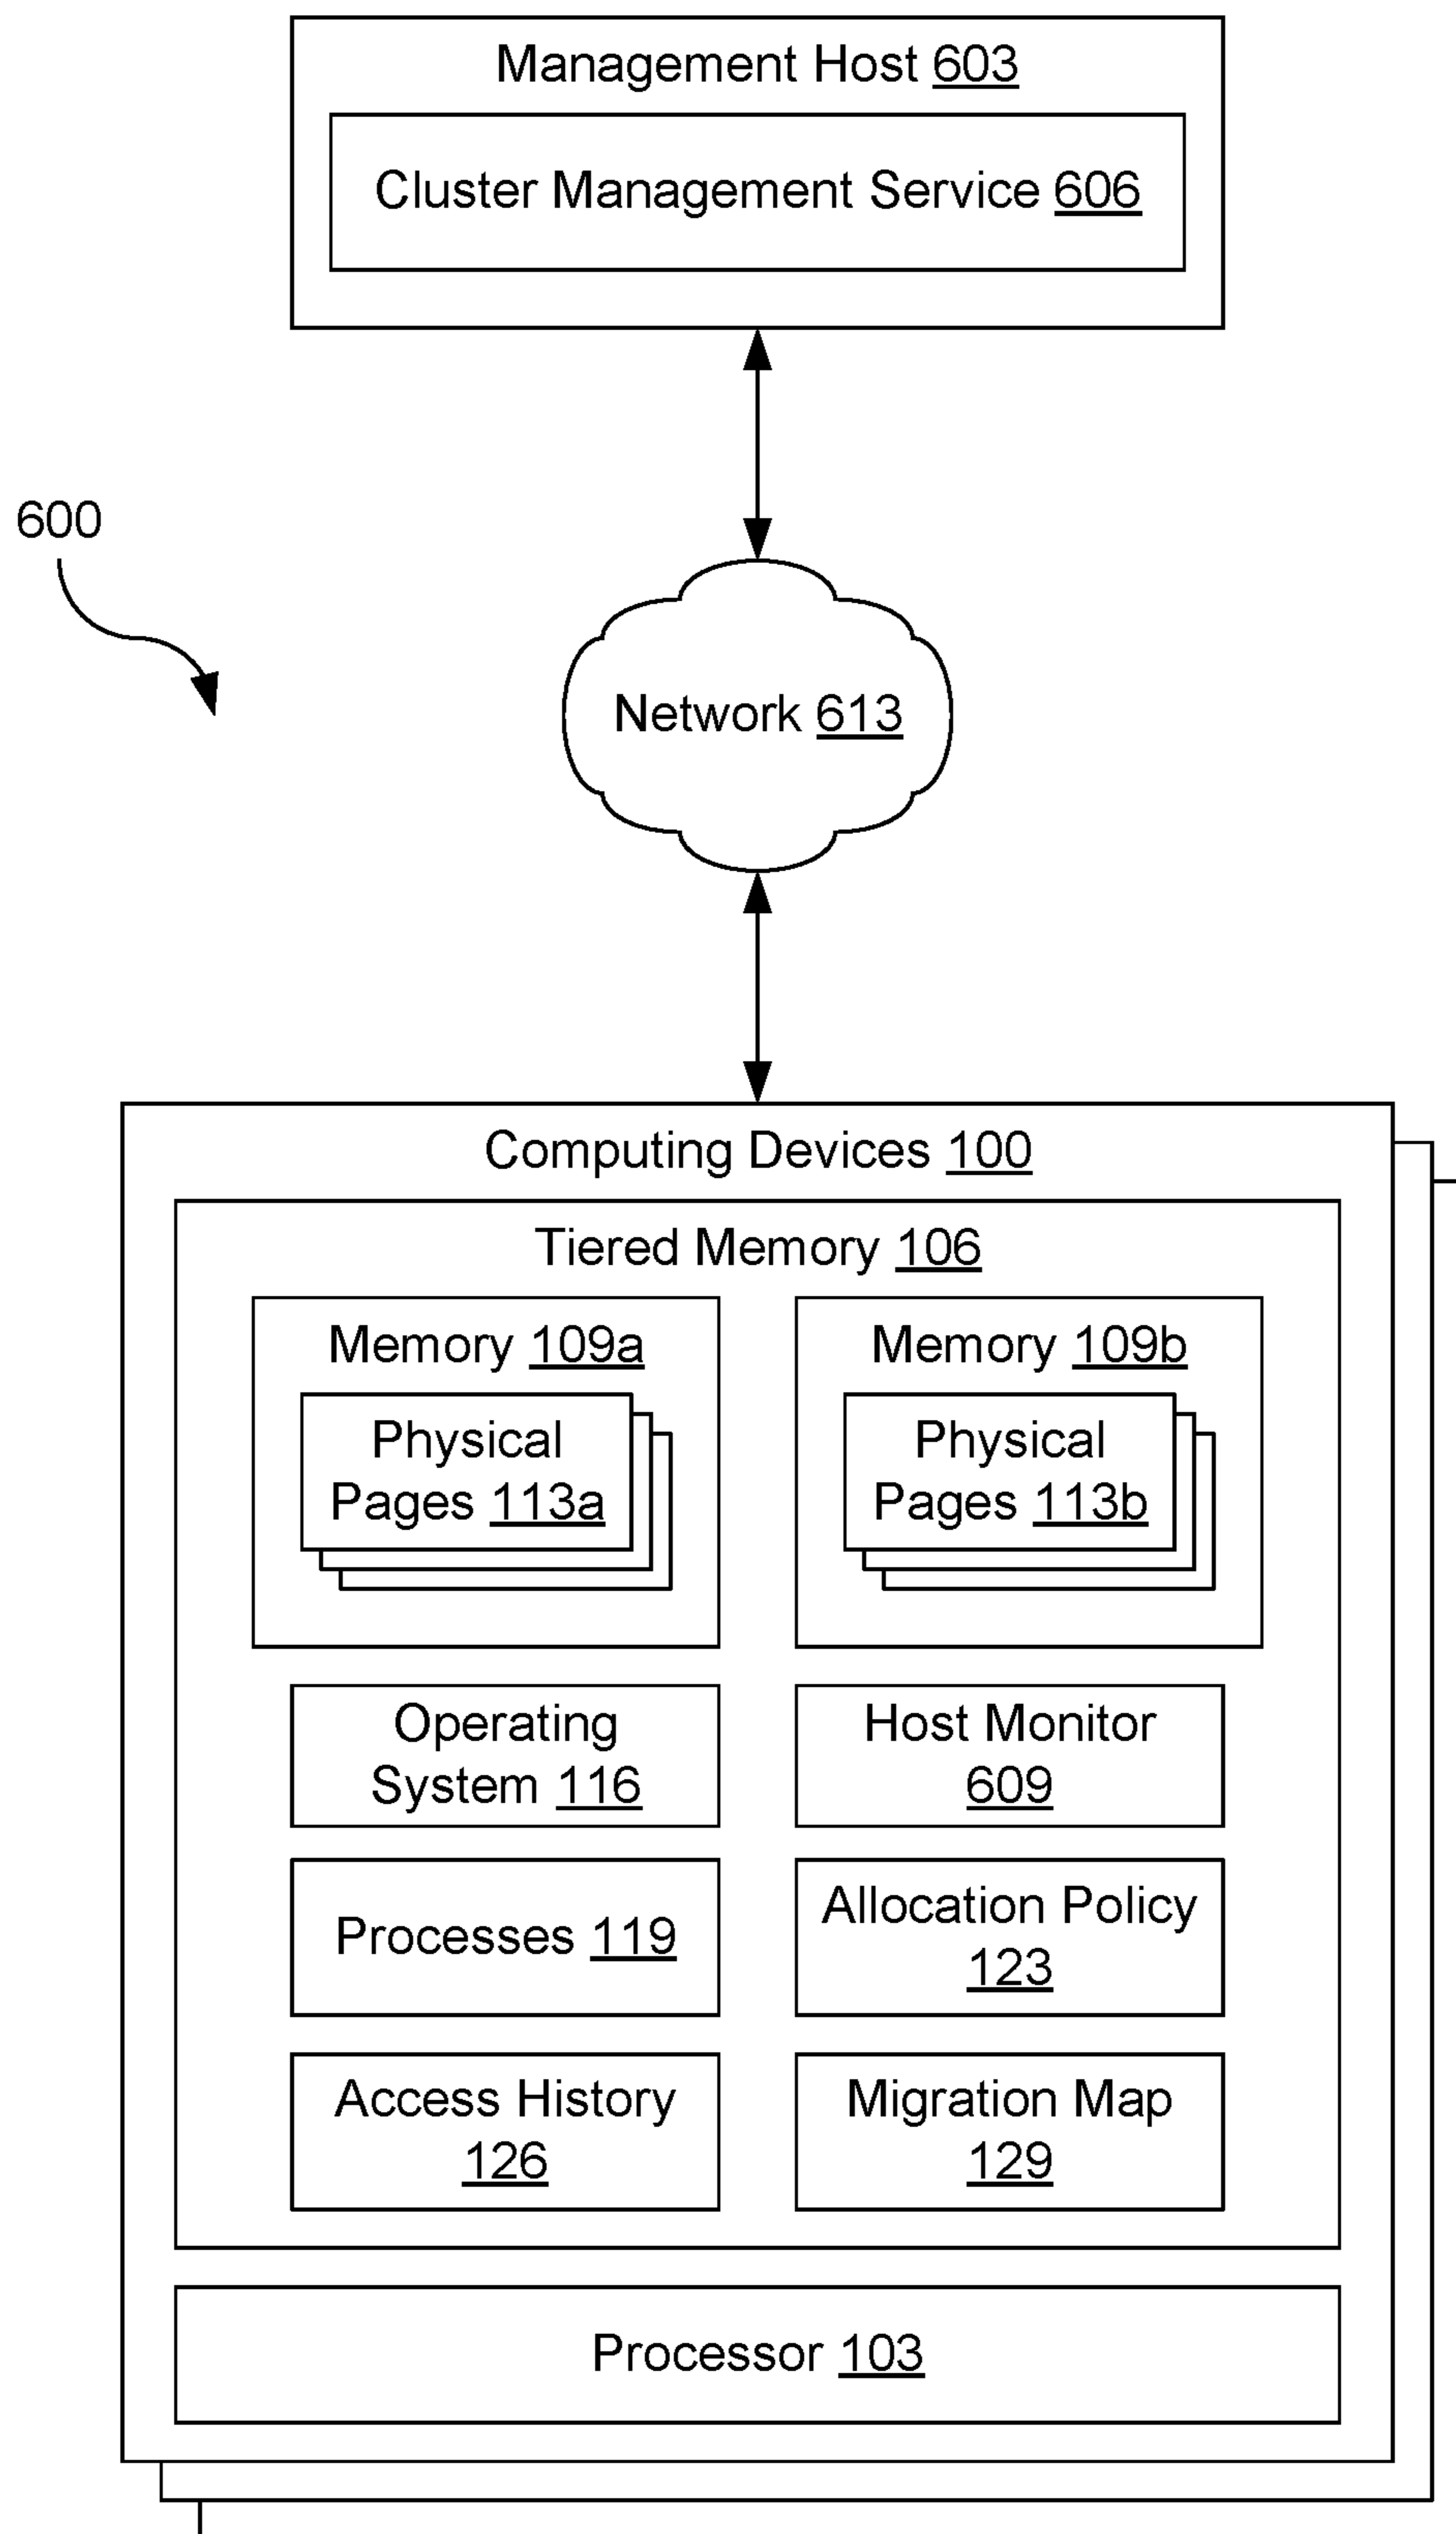 Management Host 603
Cluster Management Service 606
600
Network 613
Computing Devices 100
Tiered Memory 106
Memory 109a
Physical
Pages 113a
Memory 109b
Physical
Pages 113b
Operating
System 116
Host Monitor
609
Processes 119
Allocation Policy
123
Access History
126
Migration Map
129
Processor 103